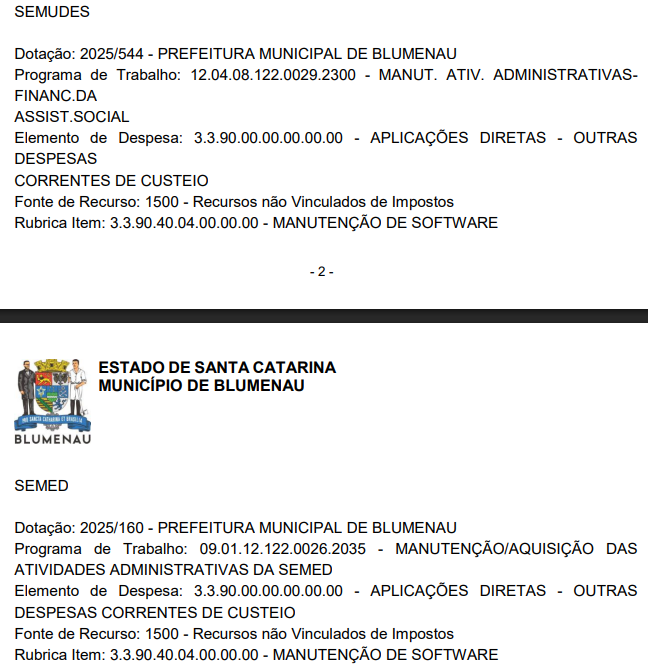 SEMUDES
Dotação: 2025/544 - PREFEITURA MUNICIPAL DE BLUMENAU
Programa de Trabalho: 12.04.08.122.0029.2300 - MANUT. ATIV. ADMINISTRATIVAS-
FINANC.DA
ASSIST.SOCIAL
Elemento de Despesa: 3.3.90.00.00.00.00.00 - APLICAÇÕES DIRETAS - OUTRAS
DESPESAS
CORRENTES DE CUSTEIO
Fonte de Recurso: 1500 - Recursos não Vinculados de Impostos
Rubrica Item: 3.3.90.40.04.00.00.00 - MANUTENÇÃO DE SOFTWARE
- 2 -
ESTADO DE SANTA CATARINA
MUNICÍPIO DE BLUMENAU
BLUMENAU
SEMED
Dotação: 2025/160 - PREFEITURA MUNICIPAL DE BLUMENAU
Programa de Trabalho: 09.01.12.122.0026.2035 - MANUTENÇÃO/AQUISIÇÃO DAS
ATIVIDADES ADMINISTRATIVAS DA SEMED
Elemento de Despesa: 3.3.90.00.00.00.00.00 - APLICAÇÕES DIRETAS - OUTRAS
DESPESAS CORRENTES DE CUSTEIO
Fonte de Recurso: 1500 - Recursos não Vinculados de Impostos
Rubrica Item: 3.3.90.40.04.00.00.00 - MANUTENÇÃO DE SOFTWARE